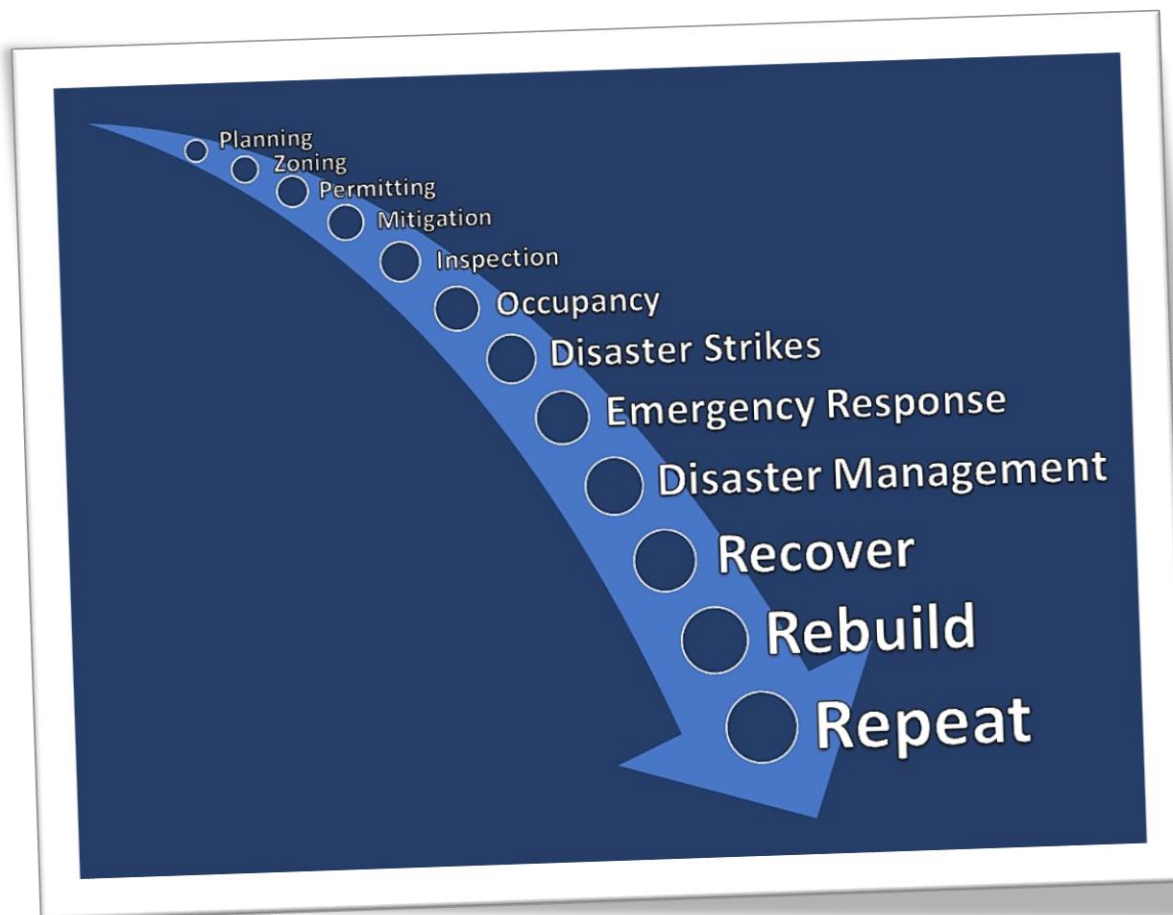 Planning
Zoning
Permitting
Mitigation
Inspection
Occupancy
Disaster Strikes
Emergency Response
Disaster Management
Recover
Rebuild
Repeat